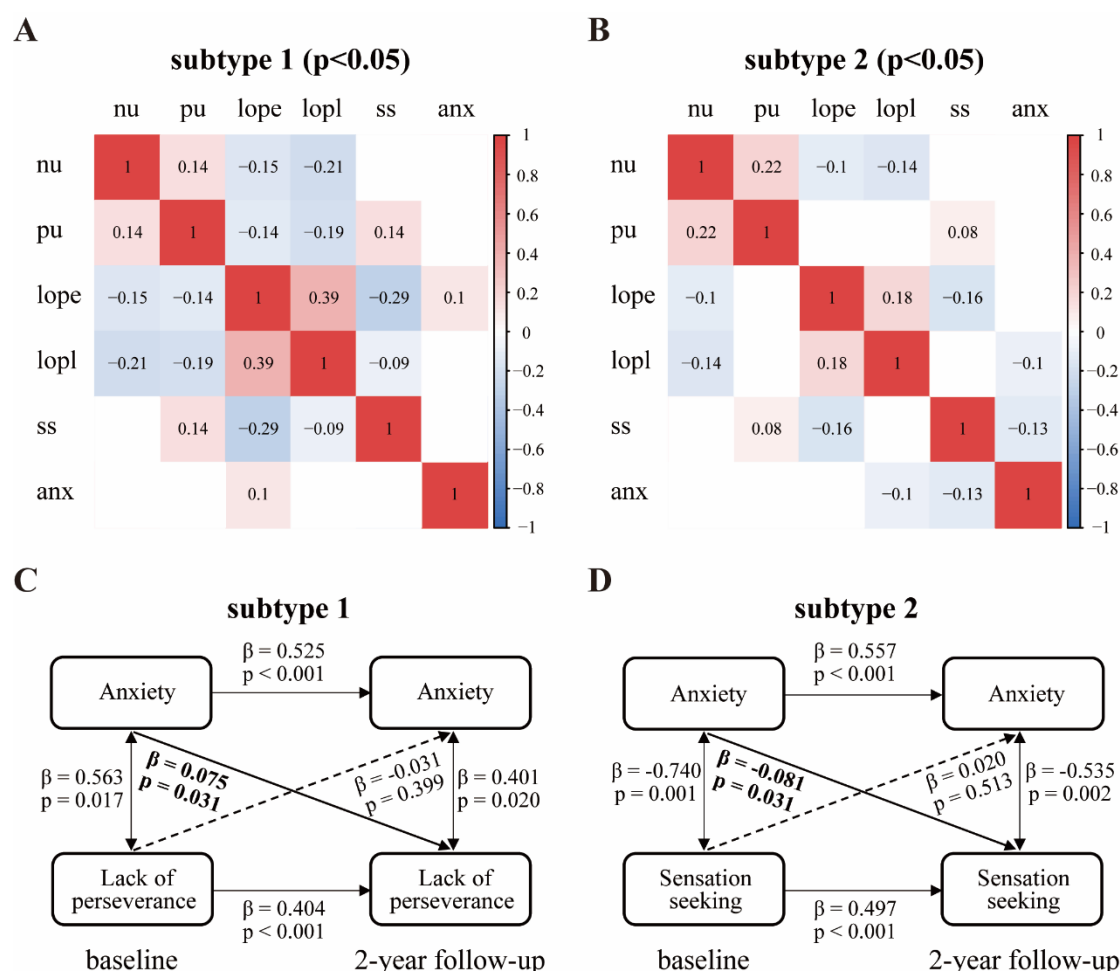 A
subtype 1 (p<0.05)
nu pu lope lopl ss anx
nu 1 0.14 −0.15 −0.21
pu 0.14 1 −0.14 −0.19 0.14
lope −0.15 −0.14 1 0.39 −0.29 0.1
lopl −0.21 −0.19 0.39 1 −0.09
ss 0.14 −0.29 −0.09 1
anx 0.1 1
1
0.8
0.6
0.4
0.2
0
−0.2
−0.4
−0.6
−0.8
−1
B
subtype 2 (p<0.05)
nu pu lope lopl ss anx
nu 1 0.22 −0.1 −0.14
pu 0.22 1 0.08
lope −0.1 1 0.18 −0.16
lopl −0.14 0.18 1 −0.1
ss 0.08 −0.16 1 −0.13
anx −0.1 −0.13 1
1
0.8
0.6
0.4
0.2
0
−0.2
−0.4
−0.6
−0.8
−1
C
subtype 1
β = 0.525
p < 0.001
Anxiety
Anxiety
β = 0.563
p = 0.017
β = 0.075
p = 0.031
β = -0.031
p = 0.399
β = 0.401
p = 0.020
Lack of
perseverance
Lack of
perseverance
β = 0.404
p < 0.001
baseline
2-year follow-up
D
subtype 2
β = 0.557
p < 0.001
Anxiety
Anxiety
β = -0.740
p = 0.001
β = -0.081
p = 0.031
β = 0.020
p = 0.513
β = -0.535
p = 0.002
Sensation
seeking
Sensation
seeking
β = 0.497
p < 0.001
baseline
2-year follow-up